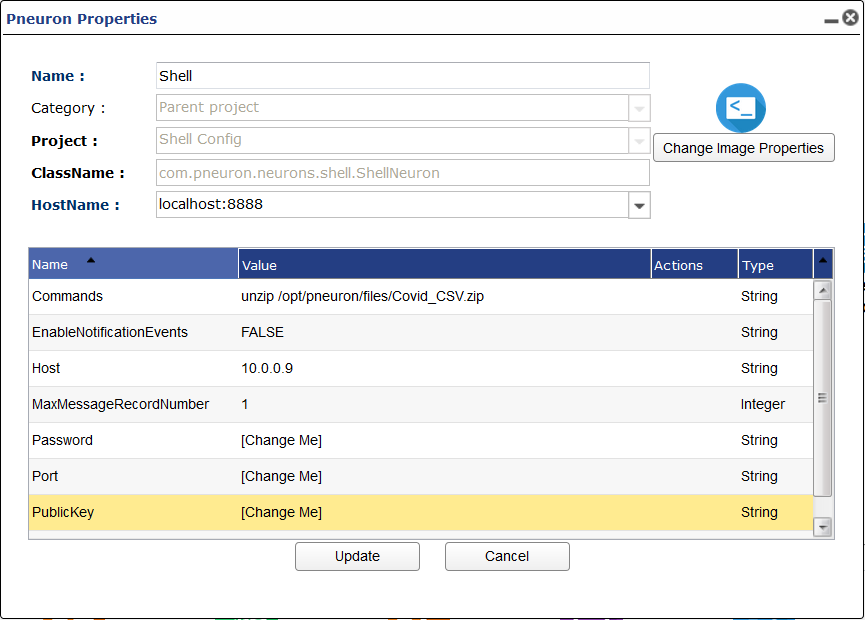 Pneuron Properties
Name : Shell
Category : Parent project
Project : Shell Config
Change Image Properties
ClassName : com.pneuron.neurons.shell.ShellNeuron
HostName : localhost:8888
Name Value Actions Type
Commands unzip /opt/pneuron/files/Covid_CSV.zip String
EnableNotificationEvents FALSE String
Host 10.0.0.9 String
MaxMessageRecordNumber 1 Integer
Password [Change Me] String
Port [Change Me] String
PublicKey [Change Me] String
Update Cancel